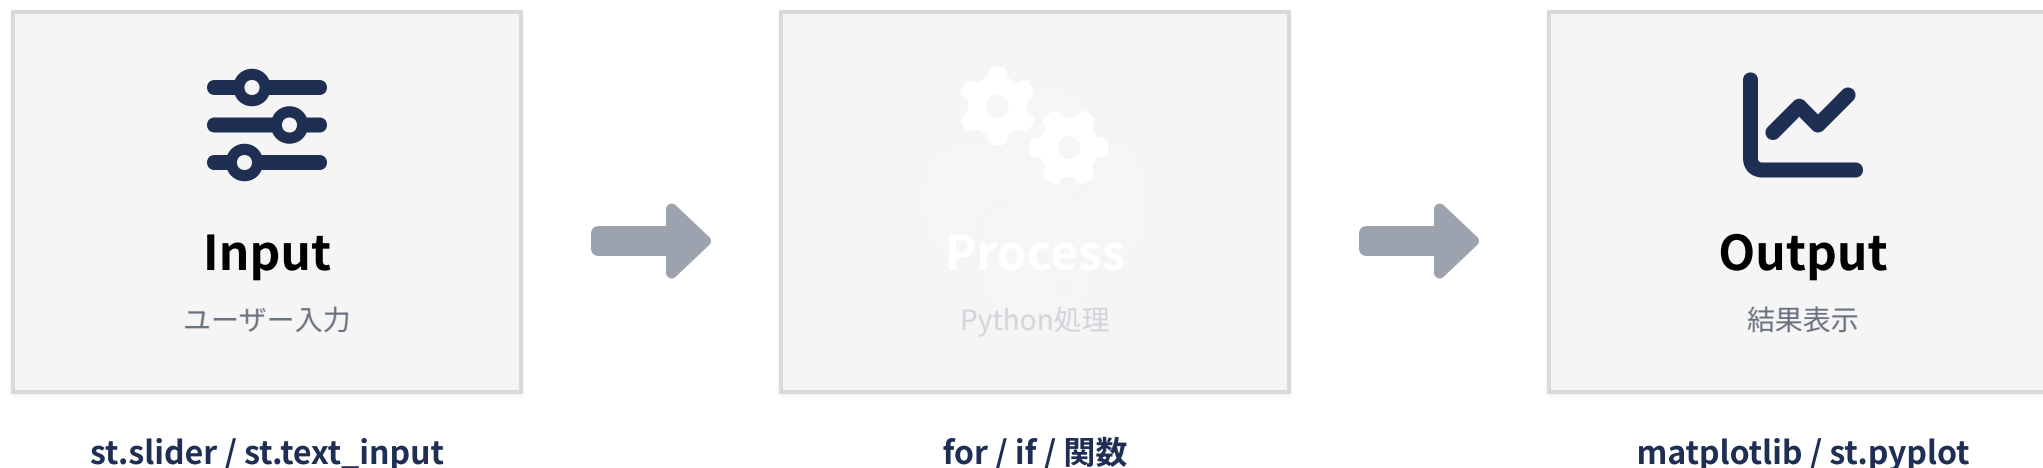 Input
ユーザー入力
st.slider / st.text_input
Process
Python処理
for / if / 関数
Output
結果表示
matplotlib / st.pyplot